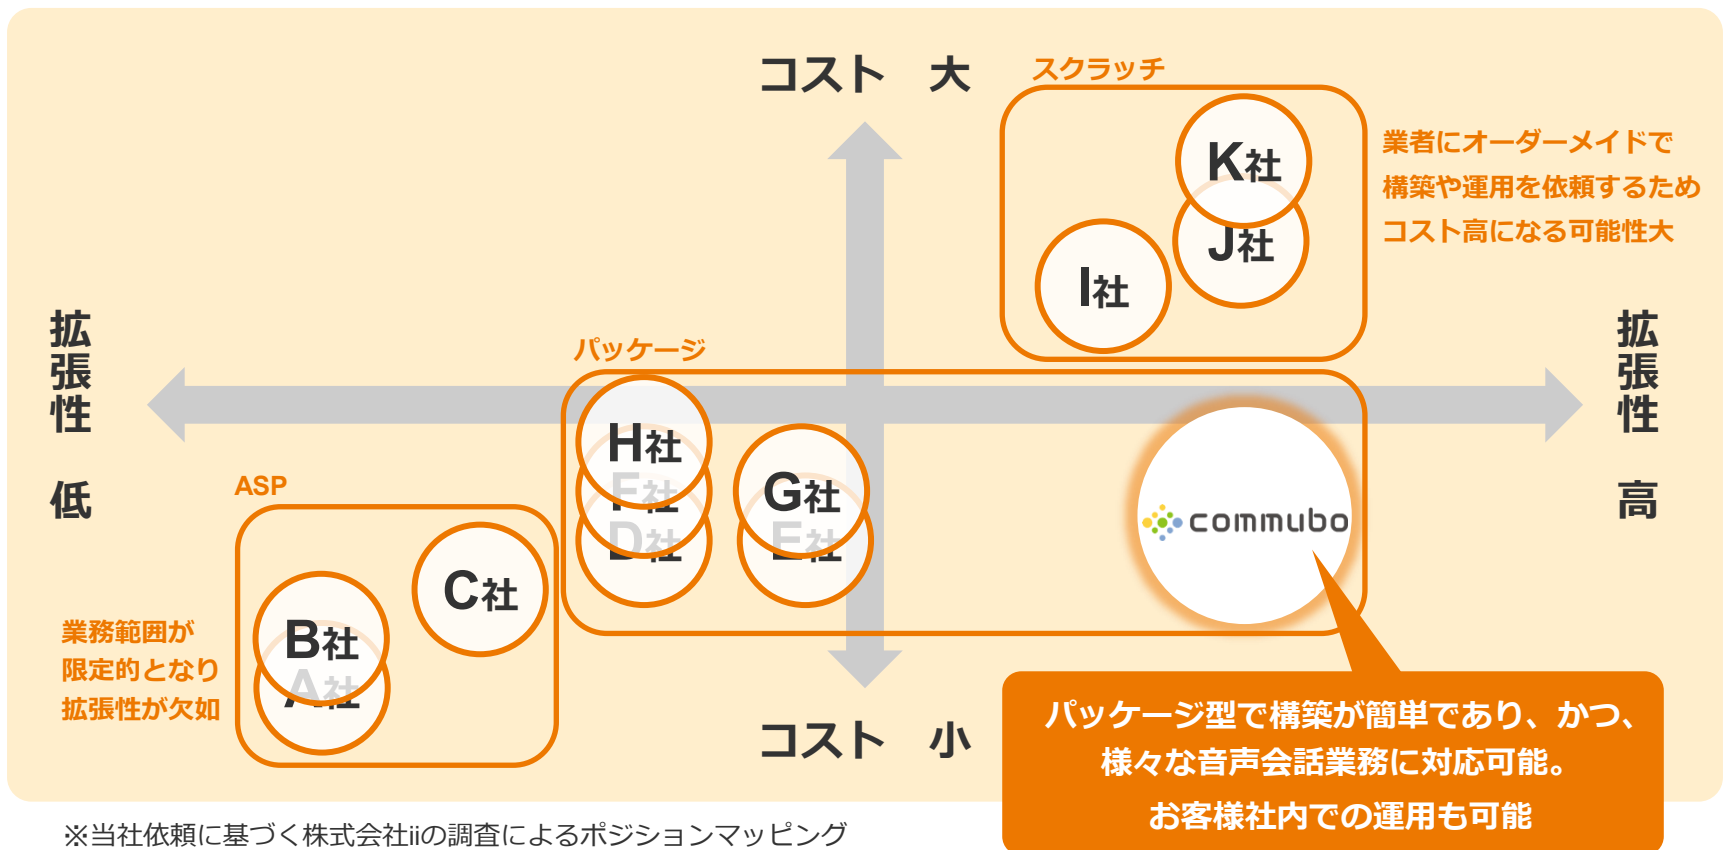 コスト 大
スクラッチ
K社
J社
I社
業者にオーダーメイドで
構築や運用を依頼するため
コスト高になる可能性大
拡張性 低
拡張性 高
パッケージ
H社
F社
D社
G社
E社
commubo
ASP
C社
B社
A社
業務範囲が
限定的となり
拡張性が欠如
コスト 小
パッケージ型で構築が簡単であり、かつ、
様々な音声会話業務に対応可能。
お客様社内での運用も可能
※当社依頼に基づく株式会社iiの調査によるポジションマッピング